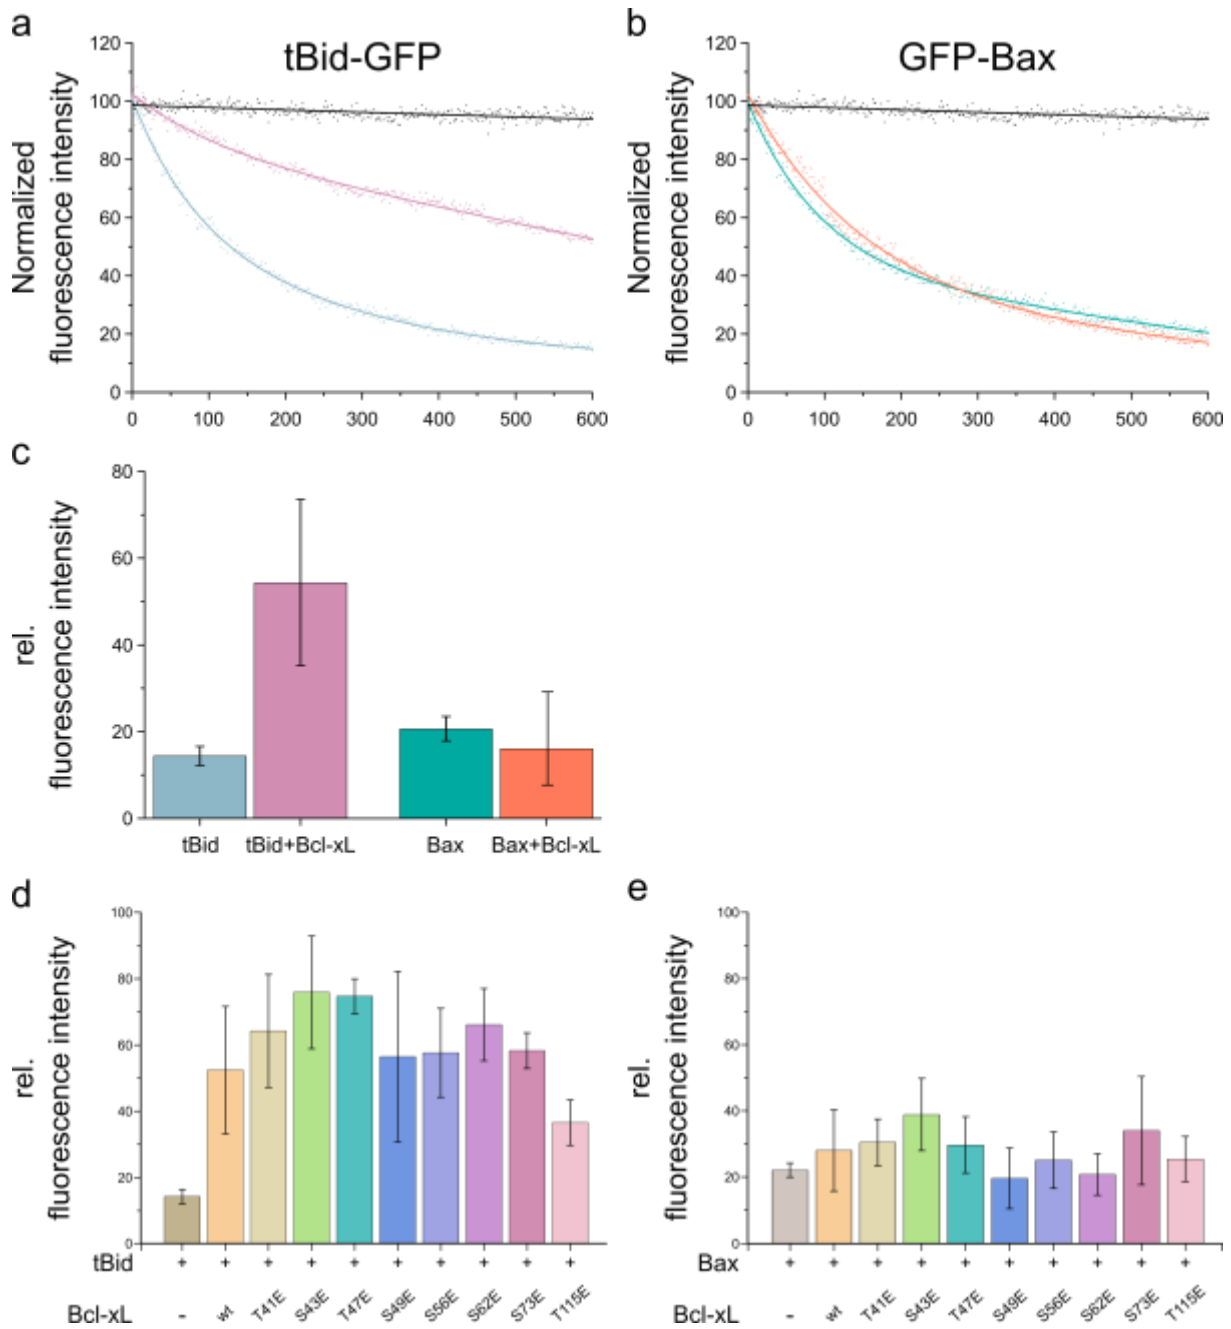 a
tBid-GFP
Normalized
fluorescence intensity
120
100
80
60
40
20
0
0 100 200 300 400 500 600
b
GFP-Bax
Normalized
fluorescence intensity
120
100
80
60
40
20
0
0 100 200 300 400 500 600
c
rel.
fluorescence intensity
80
60
40
20
0
tBid tBid+Bcl-xL Bax Bax+Bcl-xL
d
rel.
fluorescence intensity
100
80
60
40
20
0
tBid + + + + + + + + + +
Bcl-xL - wt T41E S43E T47E S49E S56E S62E S73E T115E
e
rel.
fluorescence intensity
100
80
60
40
20
0
Bax + + + + + + + + + +
Bcl-xL - wt T41E S43E T47E S49E S56E S62E S73E T115E